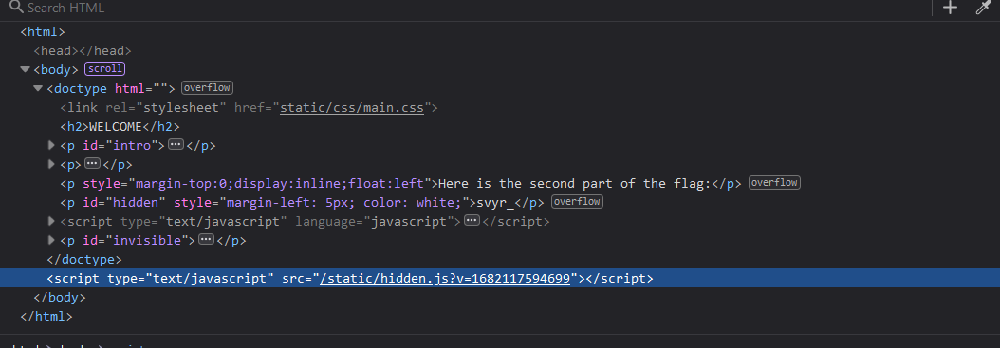 Search HTML
<html>
<head></head>
<body> scroll
<doctype html=""> overflow
<link rel="stylesheet" href="static/css/main.css">
<h2>WELCOME</h2>
<p id="intro">•••</p>
<p>•••</p>
<p style="margin-top:0;display:inline;float:left">Here is the second part of the flag:</p> overflow
<p id="hidden" style="margin-left: 5px; color: white;">svyr_</p> overflow
<script type="text/javascript" language="javascript">•••</script>
<p id="invisible">•••</p>
</doctype>
<script type="text/javascript" src="/static/hidden.js?v=1682117594699"></script>
</body>
</html>